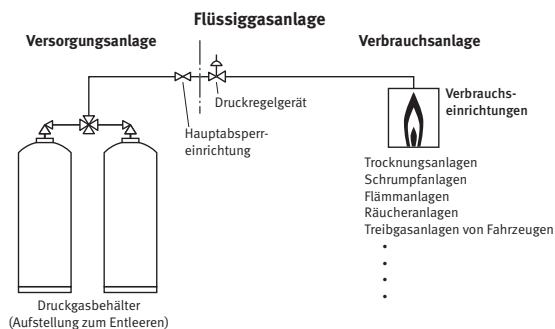 Flüssiggasanlage
Versorgungsanlage
Verbrauchsanlage
Druckregelgerät
Hauptabsperr-
einrichtung
Verbrauchs-
einrichtungen
Trocknungsanlagen
Schrumpfanlagen
Flämmanlagen
Räucheranlagen
Treibgasanlagen von Fahrzeugen
•
•
•
•
Druckgasbehälter
(Aufstellung zum Entleeren)